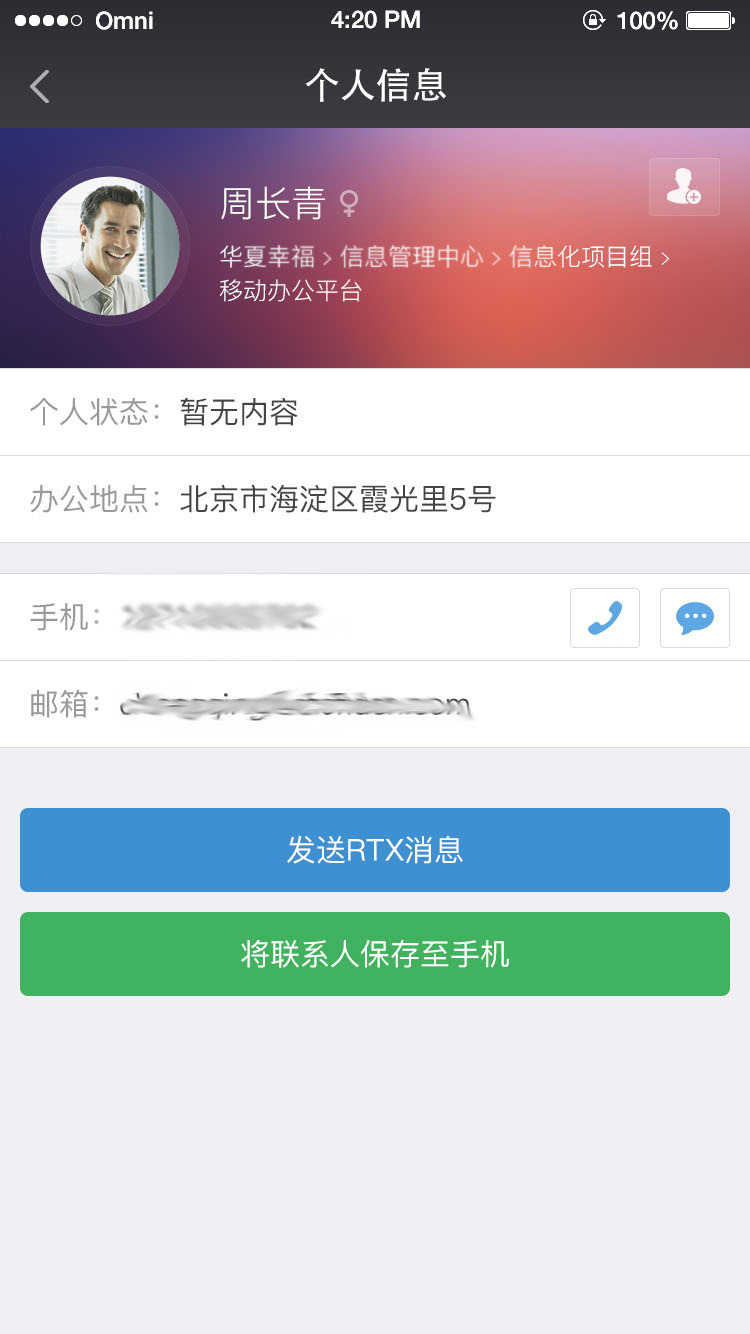 Omni 4:20 PM 100%
个人信息
周长青
华夏幸福 > 信息管理中心 > 信息化项目组 >
移动办公平台
个人状态：暂无内容
办公地点：北京市海淀区霞光里5号
手机：
邮箱：
发送RTX消息
将联系人保存至手机